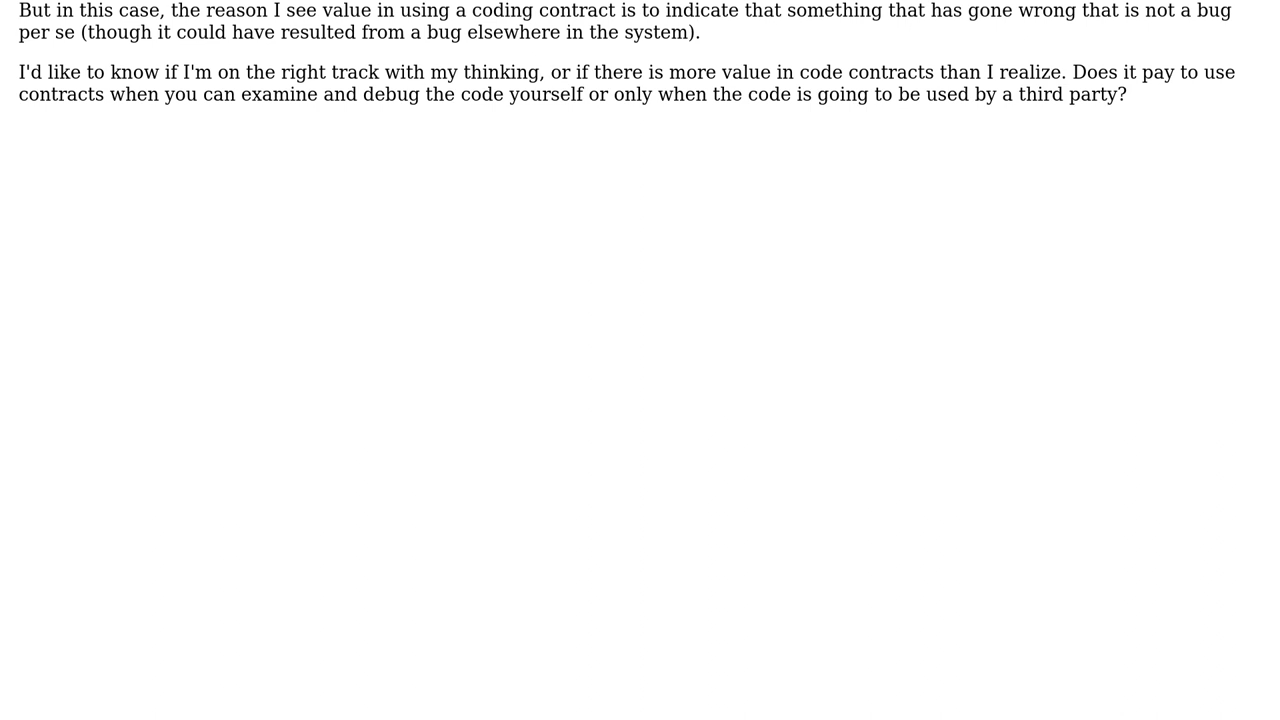 But in this case, the reason I see value in using a coding contract is to indicate that something that has gone wrong that is not a bug
per se (though it could have resulted from a bug elsewhere in the system).
I'd like to know if I'm on the right track with my thinking, or if there is more value in code contracts than I realize. Does it pay to use
contracts when you can examine and debug the code yourself or only when the code is going to be used by a third party?